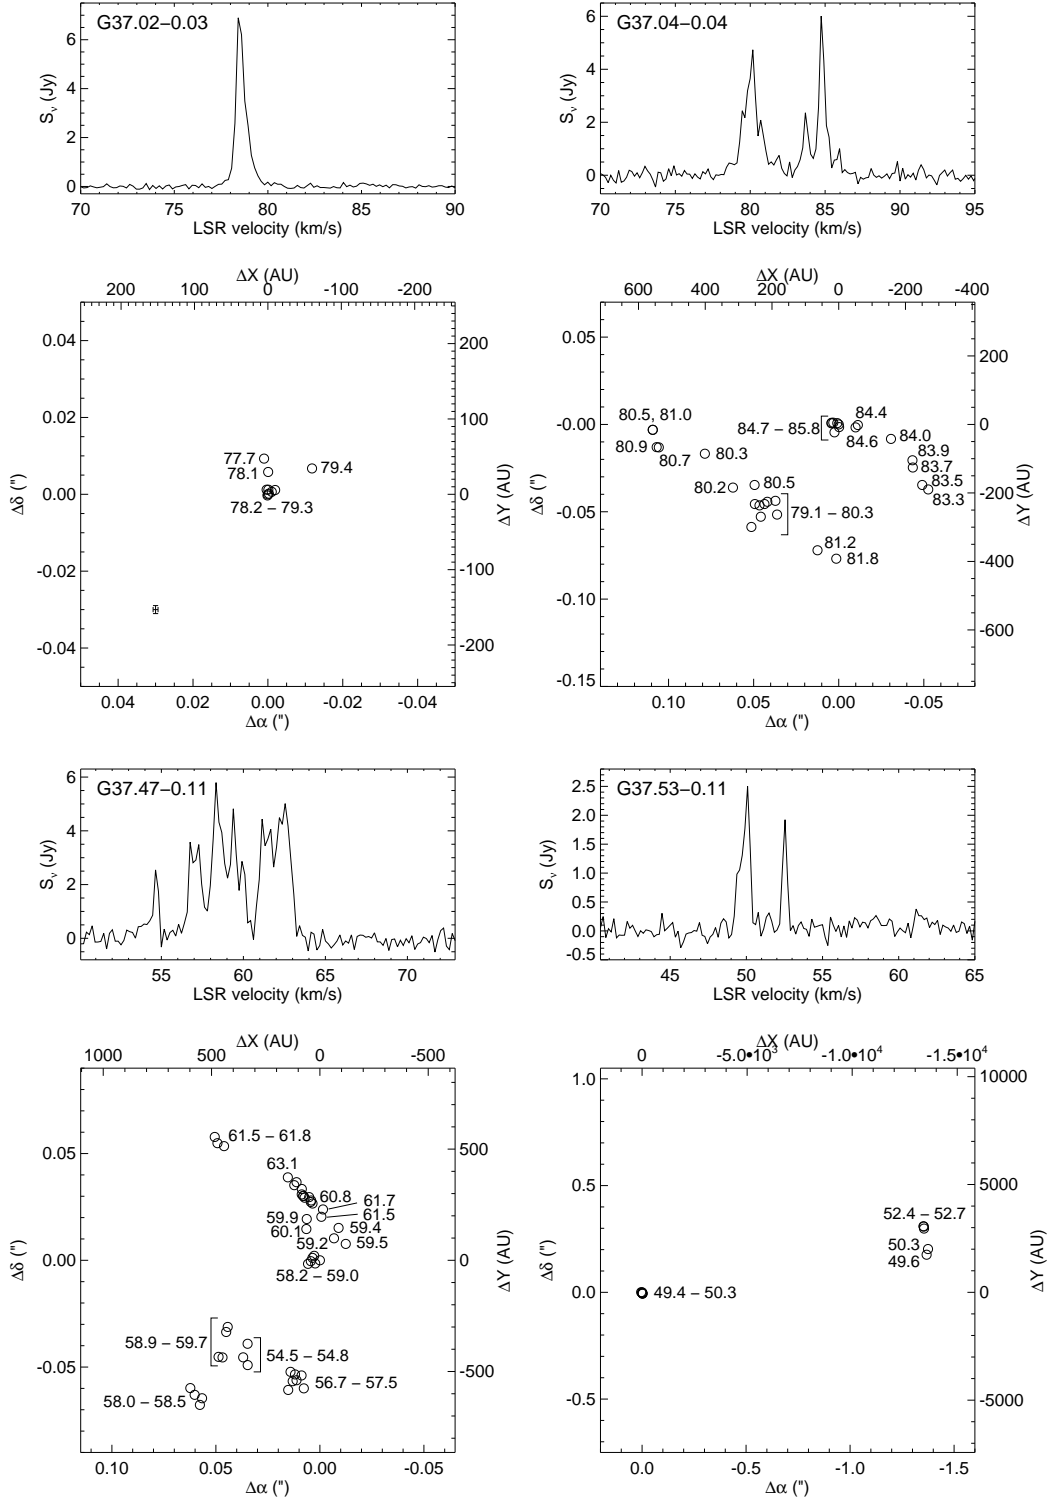 G37.02−0.03
6
4
2
0
Sν (Jy)
70 75 80 85 90
LSR velocity (km/s)
G37.04−0.04
6
4
2
0
Sν (Jy)
70 75 80 85 90 95
LSR velocity (km/s)
ΔX (AU)
200 100 0 -100 -200
0.04
0.02
0.00
-0.02
-0.04
Δδ (")
200
100
0
-100
-200
ΔY (AU)
77.7
78.1
79.4
78.2 − 79.3
0.04 0.02 0.00 -0.02 -0.04
Δα (")
ΔX (AU)
600 400 200 0 -200 -400
0.05
-0.00
-0.05
-0.10
-0.15
Δδ (")
200
0
-200
-400
-600
ΔY (AU)
80.5, 81.0
80.9
80.7
80.3
80.2
80.5
84.7 − 85.8
84.4
84.6
84.0
83.9
83.7
83.5
83.3
79.1 − 80.3
81.2
81.8
0.10 0.05 0.00 -0.05
Δα (")
G37.47−0.11
6
4
2
0
Sν (Jy)
55 60 65 70
LSR velocity (km/s)
G37.53−0.11
2.5
2.0
1.5
1.0
0.5
0.0
-0.5
Sν (Jy)
45 50 55 60 65
LSR velocity (km/s)
ΔX (AU)
1000 500 0 -500
0.05
0.00
-0.05
Δδ (")
500
0
-500
ΔY (AU)
61.5 − 61.8
63.1
60.8
61.7
61.5
59.9
60.1
59.4
59.2
59.5
58.2 − 59.0
58.9 − 59.7
54.5 − 54.8
56.7 − 57.5
58.0 − 58.5
0.10 0.05 0.00 -0.05
Δα (")
ΔX (AU)
0 -5.0•10³ -1.0•10⁴ -1.5•10⁴
1.0
0.5
0.0
-0.5
Δδ (")
10000
5000
0
-5000
ΔY (AU)
52.4 − 52.7
50.3
49.6
49.4 − 50.3
0.0 -0.5 -1.0 -1.5
Δα (")